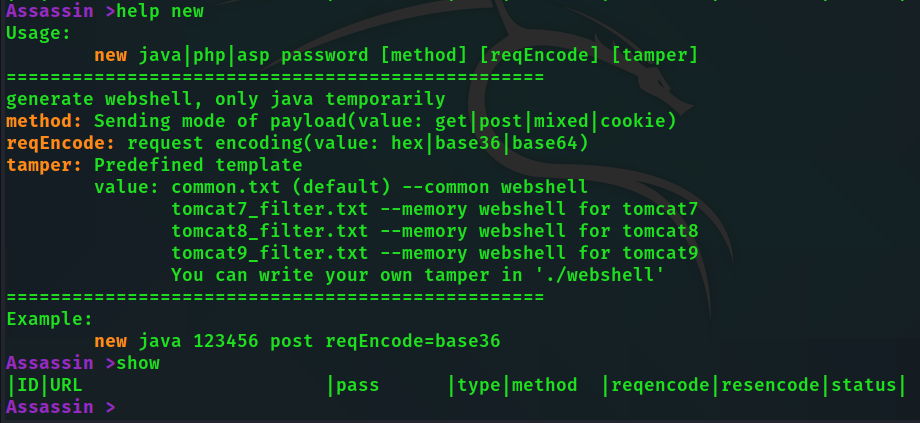 Assassin >help new
Usage:
        new java|php|asp password [method] [reqEncode] [tamper]
=================================================
generate webshell, only java temporarily
method: Sending mode of payload(value: get|post|mixed|cookie)
reqEncode: request encoding(value: hex|base36|base64)
tamper: Predefined template
        value: common.txt (default) --common webshell
               tomcat7_filter.txt --memory webshell for tomcat7
               tomcat8_filter.txt --memory webshell for tomcat8
               tomcat9_filter.txt --memory webshell for tomcat9
               You can write your own tamper in './webshell'
=================================================
Example:
        new java 123456 post reqEncode=base36
Assassin >show
|ID|URL                      |pass      |type|method  |reqencode|resencode|status|
Assassin >